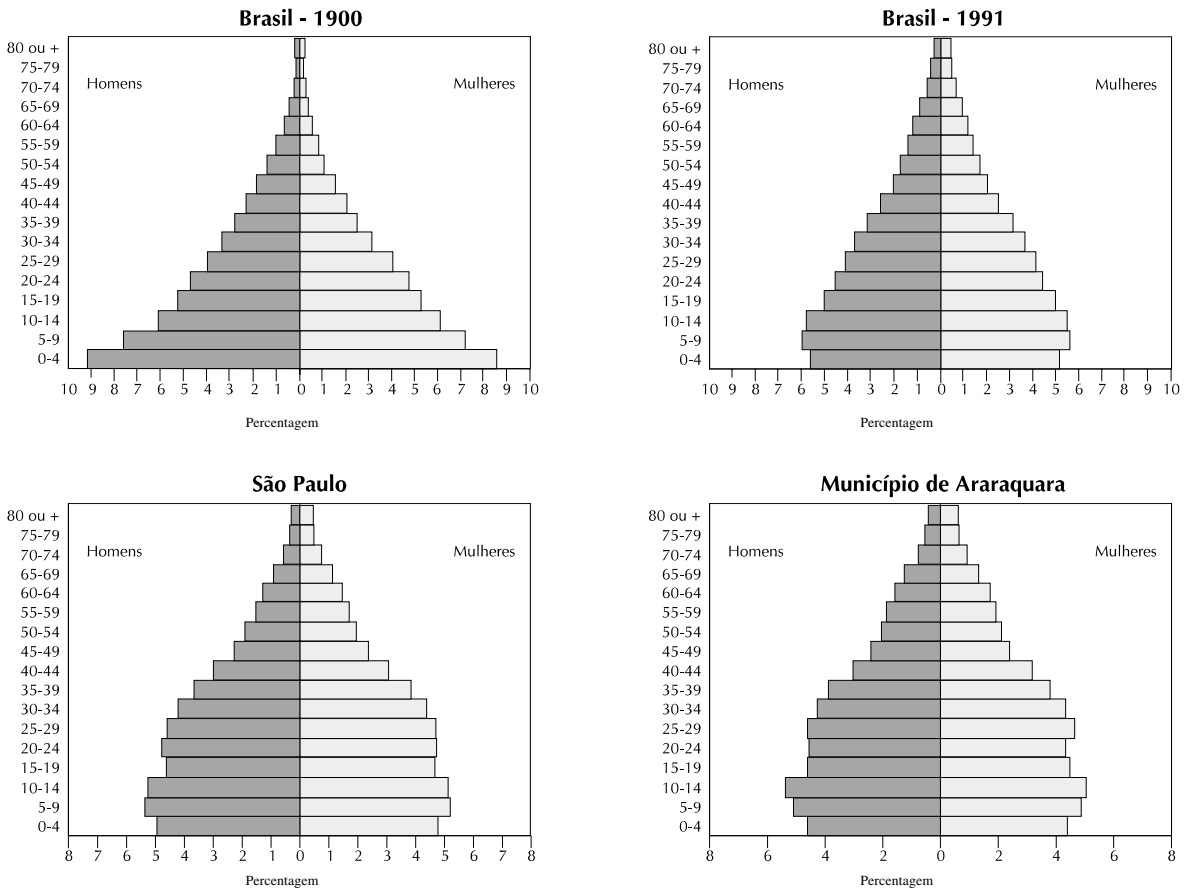 Brasil - 1900
80 ou +
75-79
70-74
65-69
60-64
55-59
50-54
45-49
40-44
35-39
30-34
25-29
20-24
15-19
10-14
5-9
0-4
Homens
Mulheres
10 9 8 7 6 5 4 3 2 1 0 1 2 3 4 5 6 7 8 9 10
Percentagem
Brasil - 1991
80 ou +
75-79
70-74
65-69
60-64
55-59
50-54
45-49
40-44
35-39
30-34
25-29
20-24
15-19
10-14
5-9
0-4
Homens
Mulheres
10 9 9 7 6 5 4 3 2 1 0 1 2 3 4 5 6 7 9 9 10
Percentagem
São Paulo
80 ou +
75-79
70-74
65-69
60-64
55-59
50-54
45-49
40-44
35-39
30-34
25-29
20-24
15-19
10-14
5-9
0-4
Homens
Mulheres
8 7 6 5 4 3 2 1 0 1 2 3 4 5 6 7 8
Percentagem
Município de Araraquara
80 ou +
75-79
70-74
65-69
60-64
55-59
50-54
45-49
40-44
35-39
30-34
25-29
20-24
15-19
10-14
5-9
0-4
Homens
Mulheres
8 6 4 2 0 2 4 6 8
Percentagem